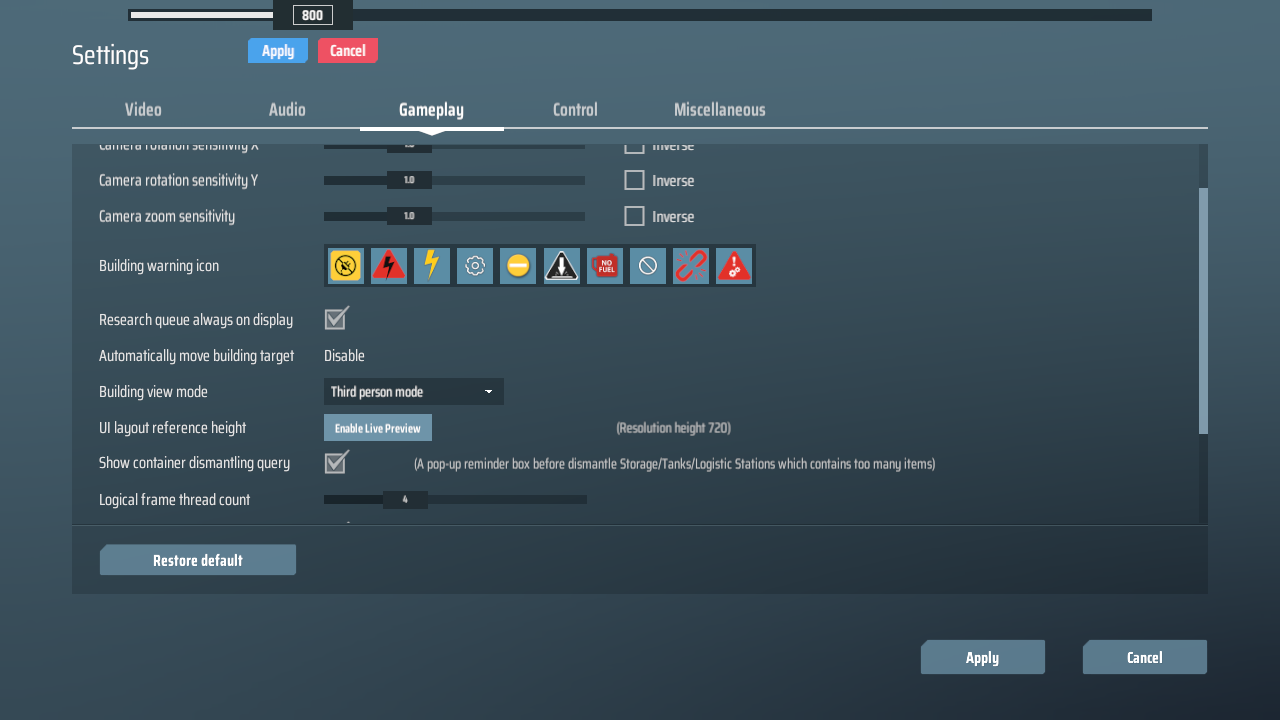 800
Settings
Apply
Cancel
Video
Audio
Gameplay
Control
Miscellaneous
Camera rotation sensitivity X
1.0
Inverse
Camera rotation sensitivity Y
1.0
Inverse
Camera zoom sensitivity
1.0
Inverse
Building warning icon
NO
FUEL
Research queue always on display
Automatically move building target
Disable
Building view mode
Third person mode
UI layout reference height
Enable Live Preview
(Resolution height 720)
Show container dismantling query
(A pop-up reminder box before dismantle Storage/Tanks/Logistic Stations which contains too many items)
Logical frame thread count
4
Restore default
Apply
Cancel